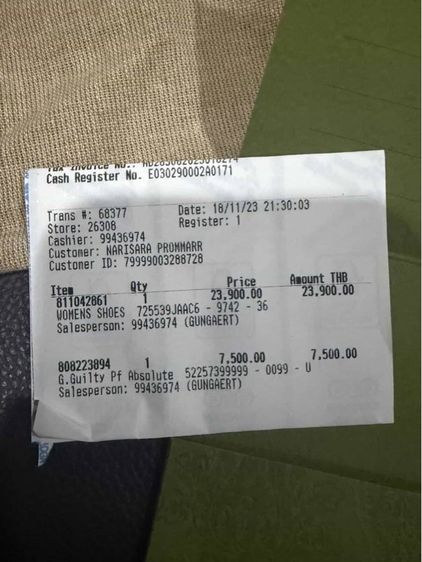 Cash Register No. E030290002A0171
Trans #: 68377 Date: 18/11/23 21:30:03
Store: 26308 Register: 1
Cashier: 99436974
Customer: NARISARA PROMMARR
Customer ID: 79999003288728
Item Qty Price Amount THB
811042861 1 23,900.00 23,900.00
WOMENS SHOES 725539JAAC6 - 9742 - 36
Salesperson: 99436974 (GUNGAERT)
808223894 1 7,500.00 7,500.00
G.Guilty Pf Absolute 52257399999 - 0099 - U
Salesperson: 99436974 (GUNGAERT)